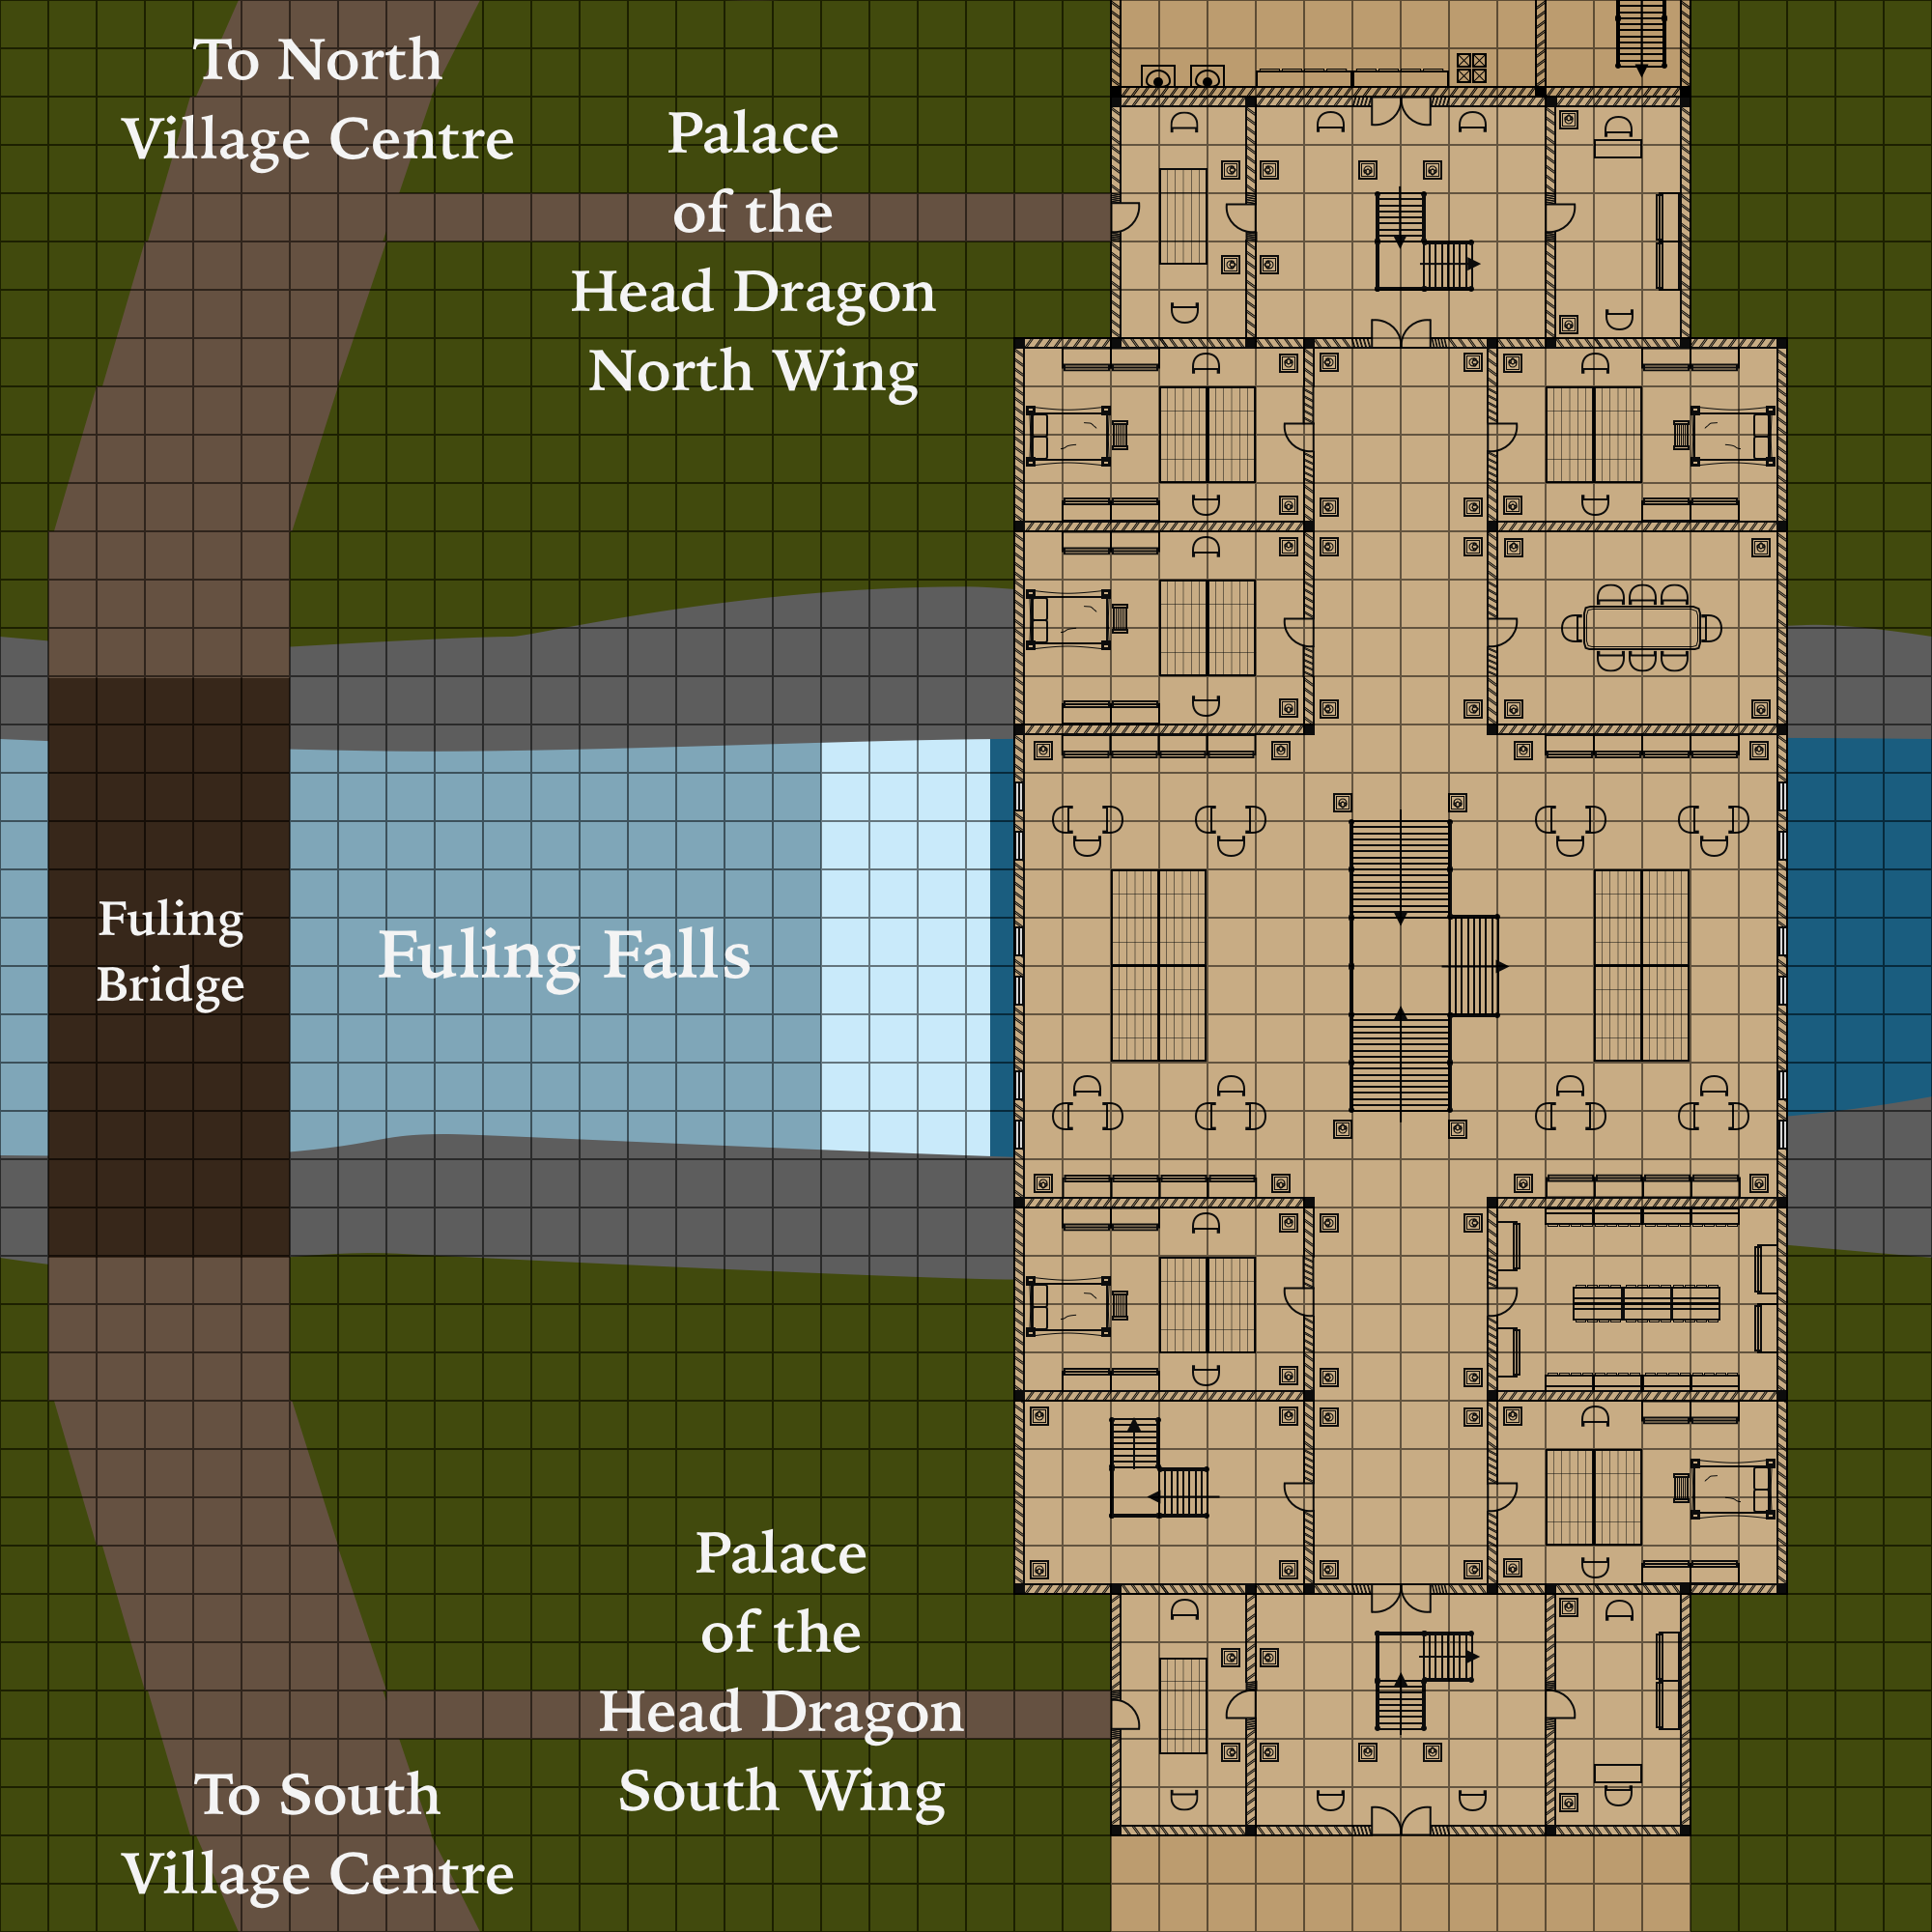 To North
Village Centre
Palace
of the
Head Dragon
North Wing
Fuling
Bridge
Fuling Falls
Palace
of the
Head Dragon
South Wing
To South
Village Centre